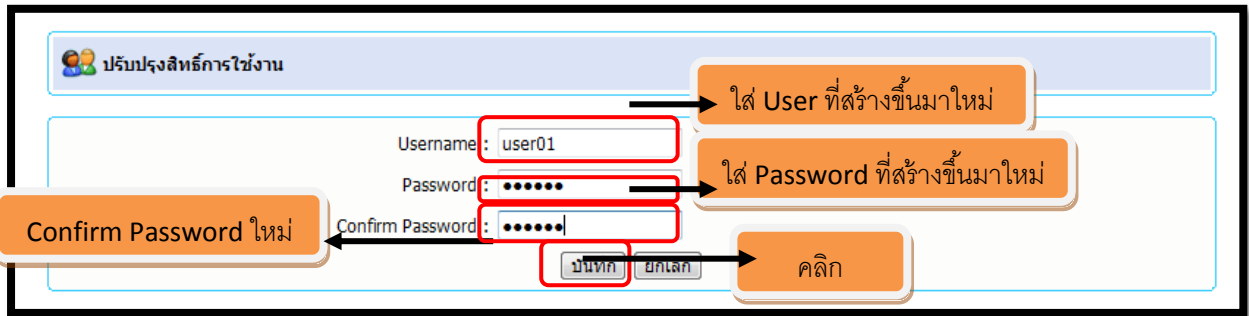 ปรับปรุงสิทธิ์การใช้งาน
ใส่ User ที่สร้างขึ้นมาใหม่
Username : user01
Password : ●●●●●●
ใส่ Password ที่สร้างขึ้นมาใหม่
Confirm Password : ●●●●●●
Confirm Password ใหม่
บันทึก ยกเลิก
คลิก